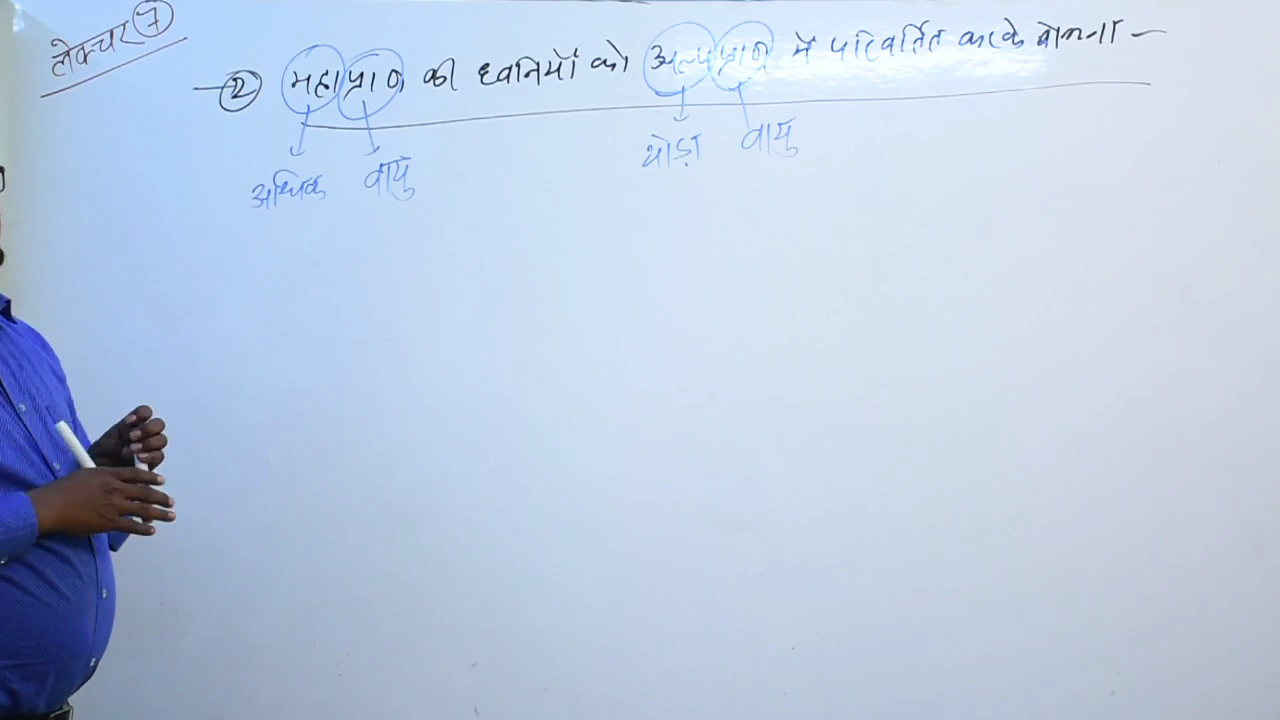 लेक्चर 7
② महाप्राण की ध्वनियों को अल्पप्राण में परिवर्तित करके बोलना –
अधिक वायु थोड़ा वायु